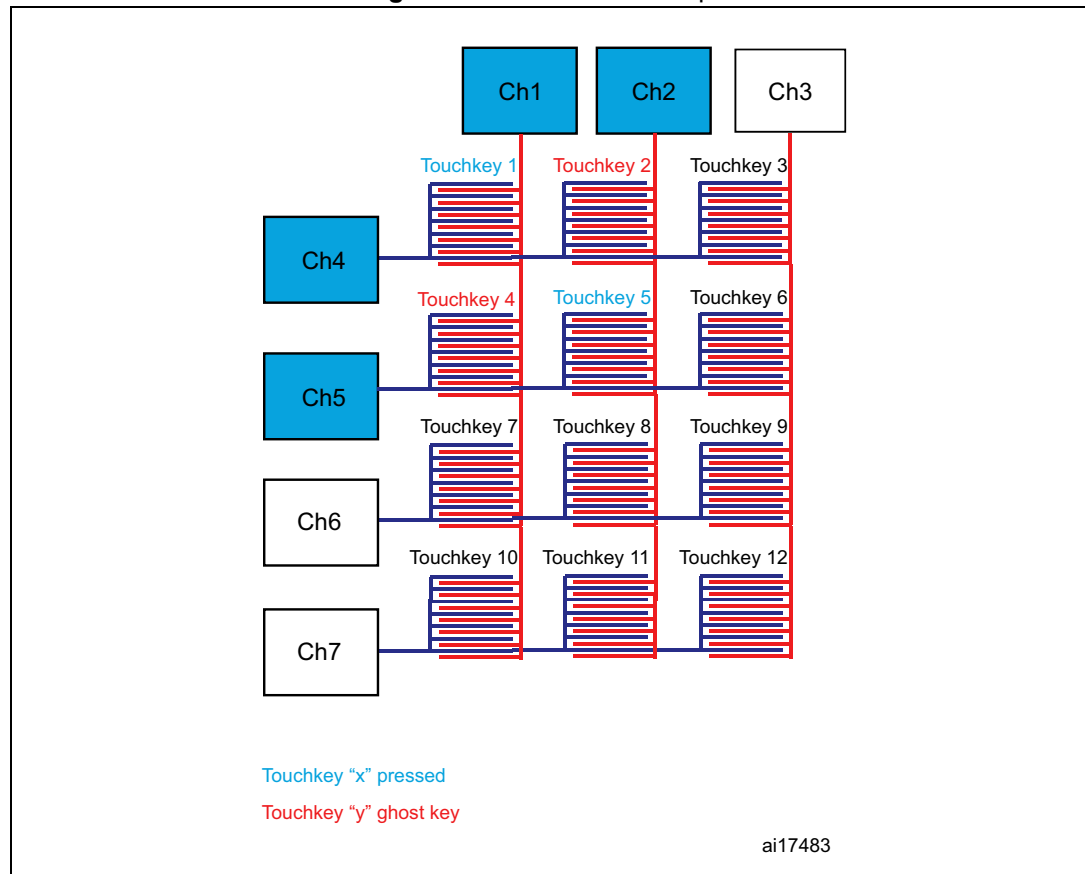 Ch1 Ch2 Ch3
Touchkey 1 Touchkey 2 Touchkey 3
Ch4
Touchkey 4 Touchkey 5 Touchkey 6
Ch5
Touchkey 7 Touchkey 8 Touchkey 9
Ch6
Touchkey 10 Touchkey 11 Touchkey 12
Ch7
Touchkey “x” pressed
Touchkey “y” ghost key
ai17483